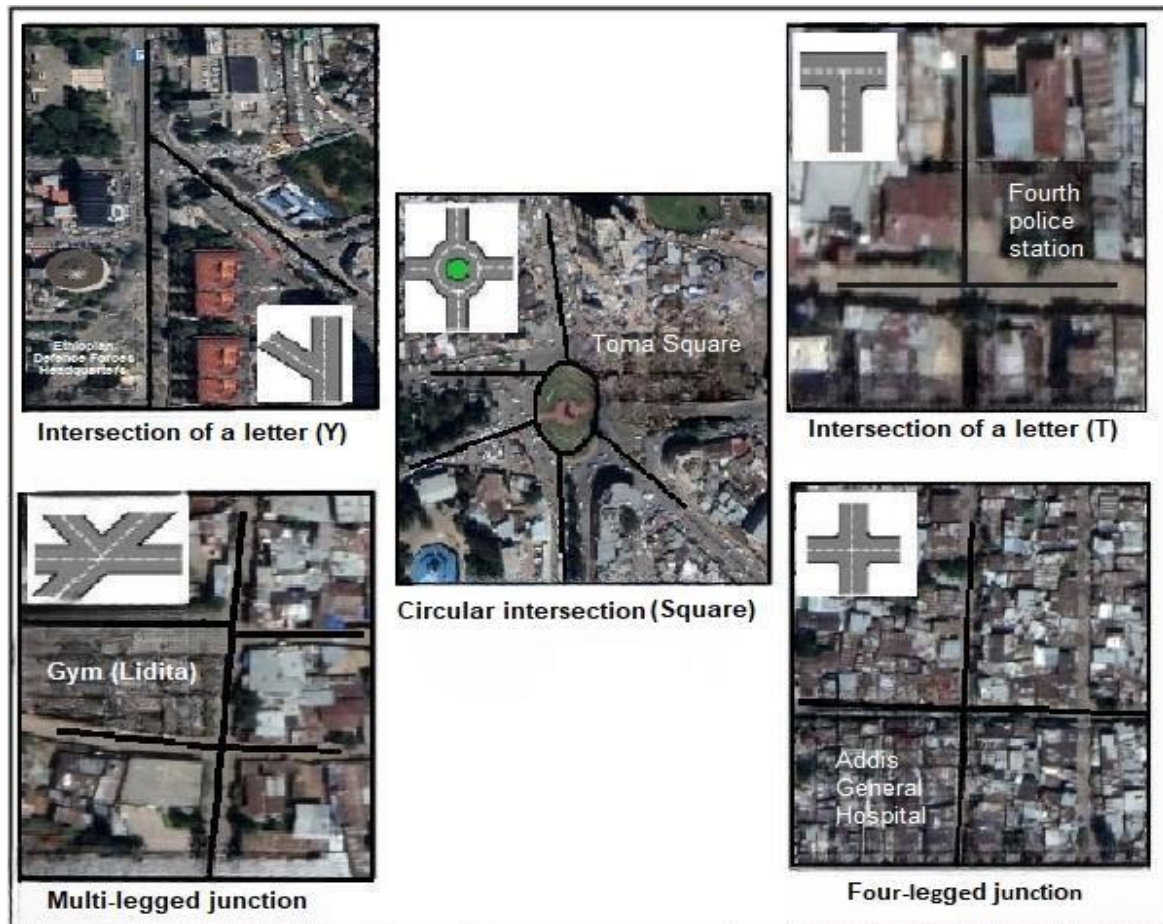 Ethiopian
Defence Forces
Headquarters
Intersection of a letter (Y)
Toma Square
Circular intersection (Square)
Fourth
police
station
Intersection of a letter (T)
Gym (Lidita)
Multi-legged junction
Addis
General
Hospital
Four-legged junction